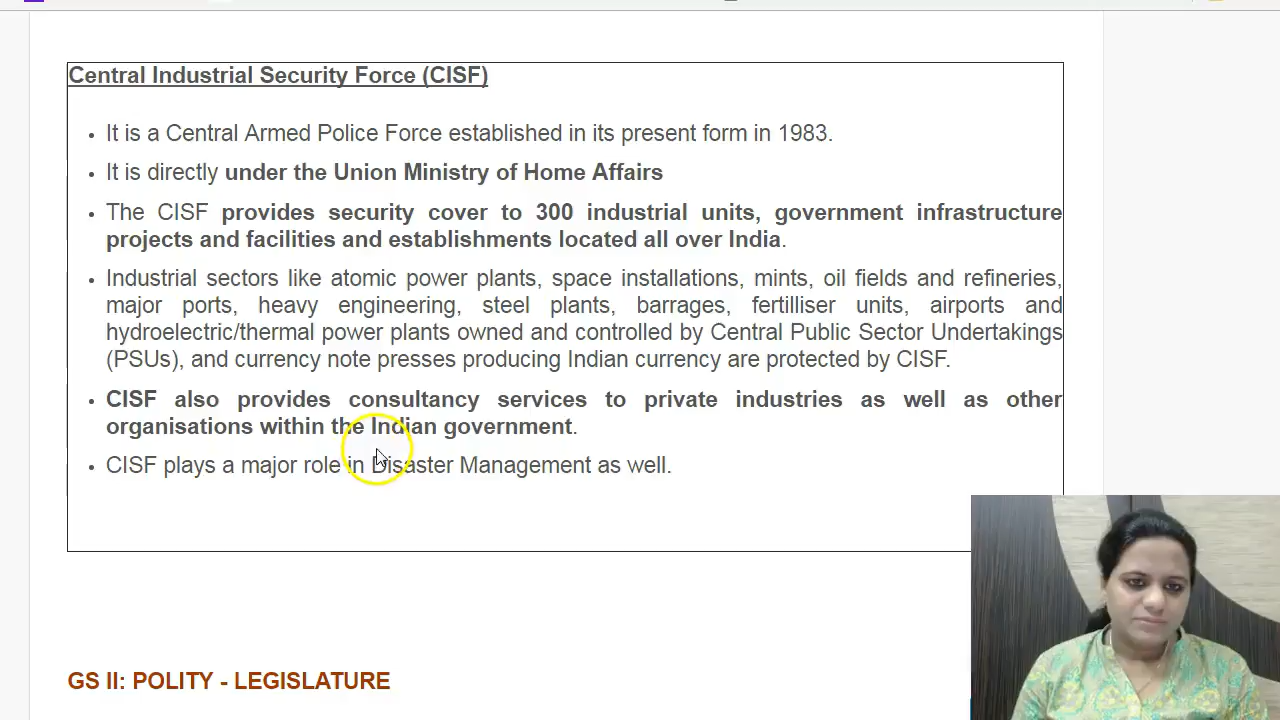 Central Industrial Security Force (CISF)
• It is a Central Armed Police Force established in its present form in 1983.
• It is directly under the Union Ministry of Home Affairs
• The CISF provides security cover to 300 industrial units, government infrastructure
projects and facilities and establishments located all over India.
• Industrial sectors like atomic power plants, space installations, mints, oil fields and refineries,
major ports, heavy engineering, steel plants, barrages, fertilliser units, airports and
hydroelectric/thermal power plants owned and controlled by Central Public Sector Undertakings
(PSUs), and currency note presses producing Indian currency are protected by CISF.
• CISF also provides consultancy services to private industries as well as other
organisations within the Indian government.
• CISF plays a major role in Disaster Management as well.
GS II: POLITY - LEGISLATURE